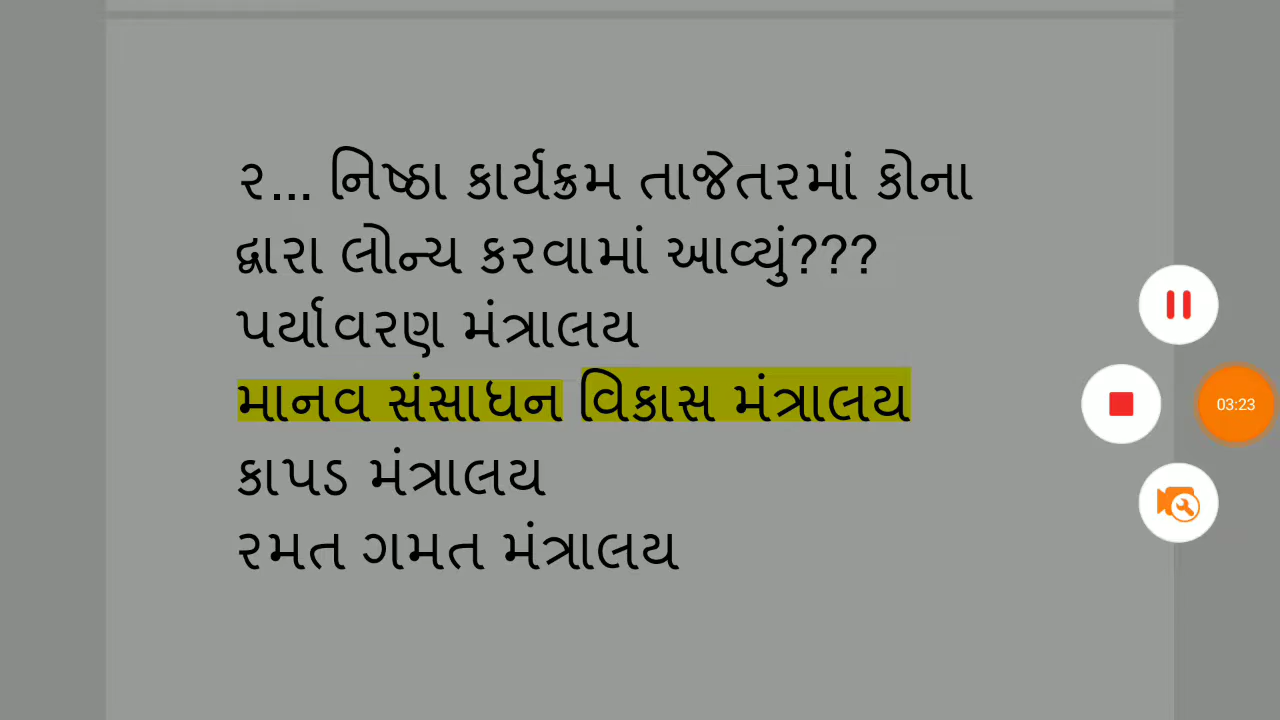 ૨... નિષ્ઠા કાર્યક્રમ તાજેતરમાં કોના
દ્વારા લોન્ચ કરવામાં આવ્યું???
પર્યાવરણ મંત્રાલય
માનવ સંસાધન વિકાસ મંત્રાલય
કાપડ મંત્રાલય
રમત ગમત મંત્રાલય
03:23